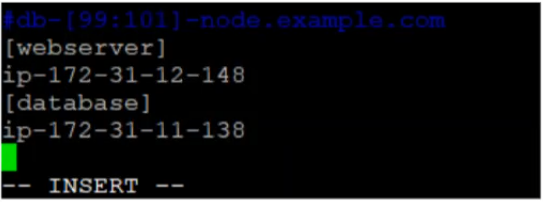 #db-[99:101]-node.example.com
[webserver]
ip-172-31-12-148
[database]
ip-172-31-11-138
-- INSERT --